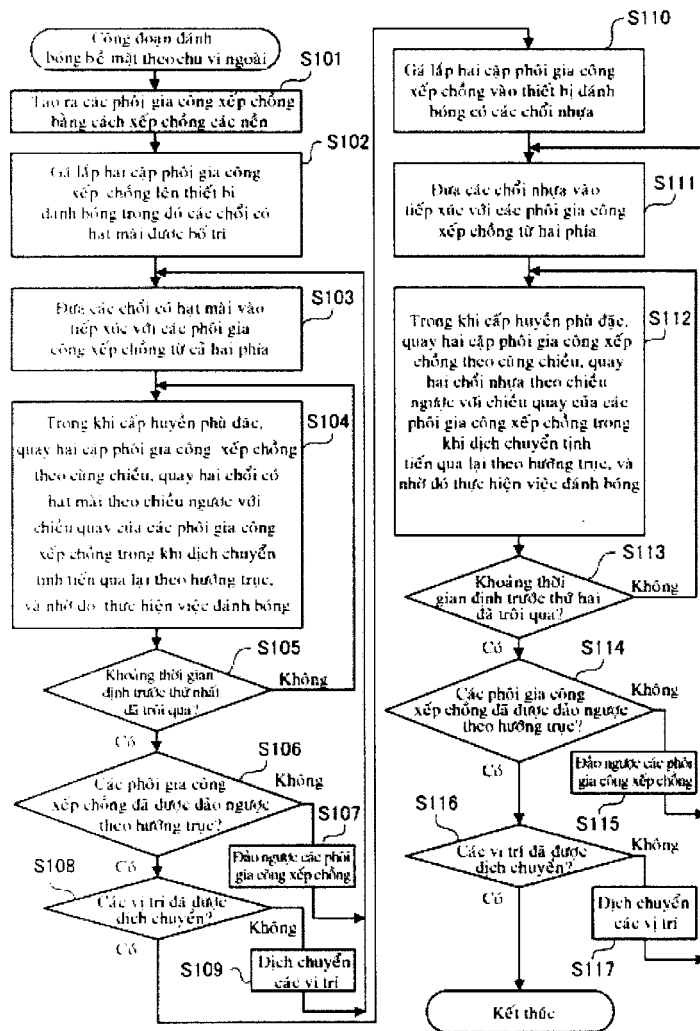 Công đoạn đánh
bóng bề mặt theo chu vi ngoài
S101
Tạo ra các phôi gia công xếp chồng
bằng cách xếp chồng các nền
S102
Gá lắp hai cặp phôi gia công
xếp chồng lên thiết bị
đánh bóng trong đó các chổi có
hạt mài được bố trí
S103
Đưa các chổi có hạt mài vào
tiếp xúc với các phôi gia
công xếp chồng từ cả hai phía
S104
Trong khi cấp huyền phù đặc,
quay hai cặp phôi gia công xếp chồng
theo cùng chiều, quay hai chổi có
hạt mài theo chiều ngược với
chiều quay của các phôi gia công
xếp chồng trong khi dịch chuyển
tịnh tiến qua lại theo hướng trục,
và nhờ đó thực hiện việc đánh bóng
S105
Khoảng thời gian
định trước thứ nhất
đã trôi qua?
Không
Có
S106
Các phôi gia công
xếp chồng đã được đảo ngược
theo hướng trục?
Không
S107
Đảo ngược các phôi
gia công xếp chồng
Có
S108
Các vị trí đã được
dịch chuyển?
Không
Có
S109
Dịch chuyển
các vị trí
S110
Gá lắp hai cặp phôi gia công
xếp chồng vào thiết bị đánh
bóng có các chổi nhựa
S111
Đưa các chổi nhựa vào
tiếp xúc với các phôi gia công
xếp chồng từ hai phía
S112
Trong khi cấp huyền phù đặc,
quay hai cặp phôi gia công xếp
chồng theo cùng chiều, quay
hai chổi nhựa theo chiều
ngược với chiều quay của các
phôi gia công xếp chồng trong
khi dịch chuyển tịnh
tiến qua lại theo hướng trục, và
nhờ đó thực hiện việc đánh bóng
S113
Khoảng thời
gian định trước thứ hai
đã trôi qua?
Không
Có
S114
Các phôi gia công
xếp chồng đã được đảo ngược
theo hướng trục?
Không
Có
Đảo ngược các phôi
gia công xếp chồng
S115
S116
Các vị trí đã được
dịch chuyển?
Không
Có
Dịch chuyển
các vị trí
S117
Kết thúc